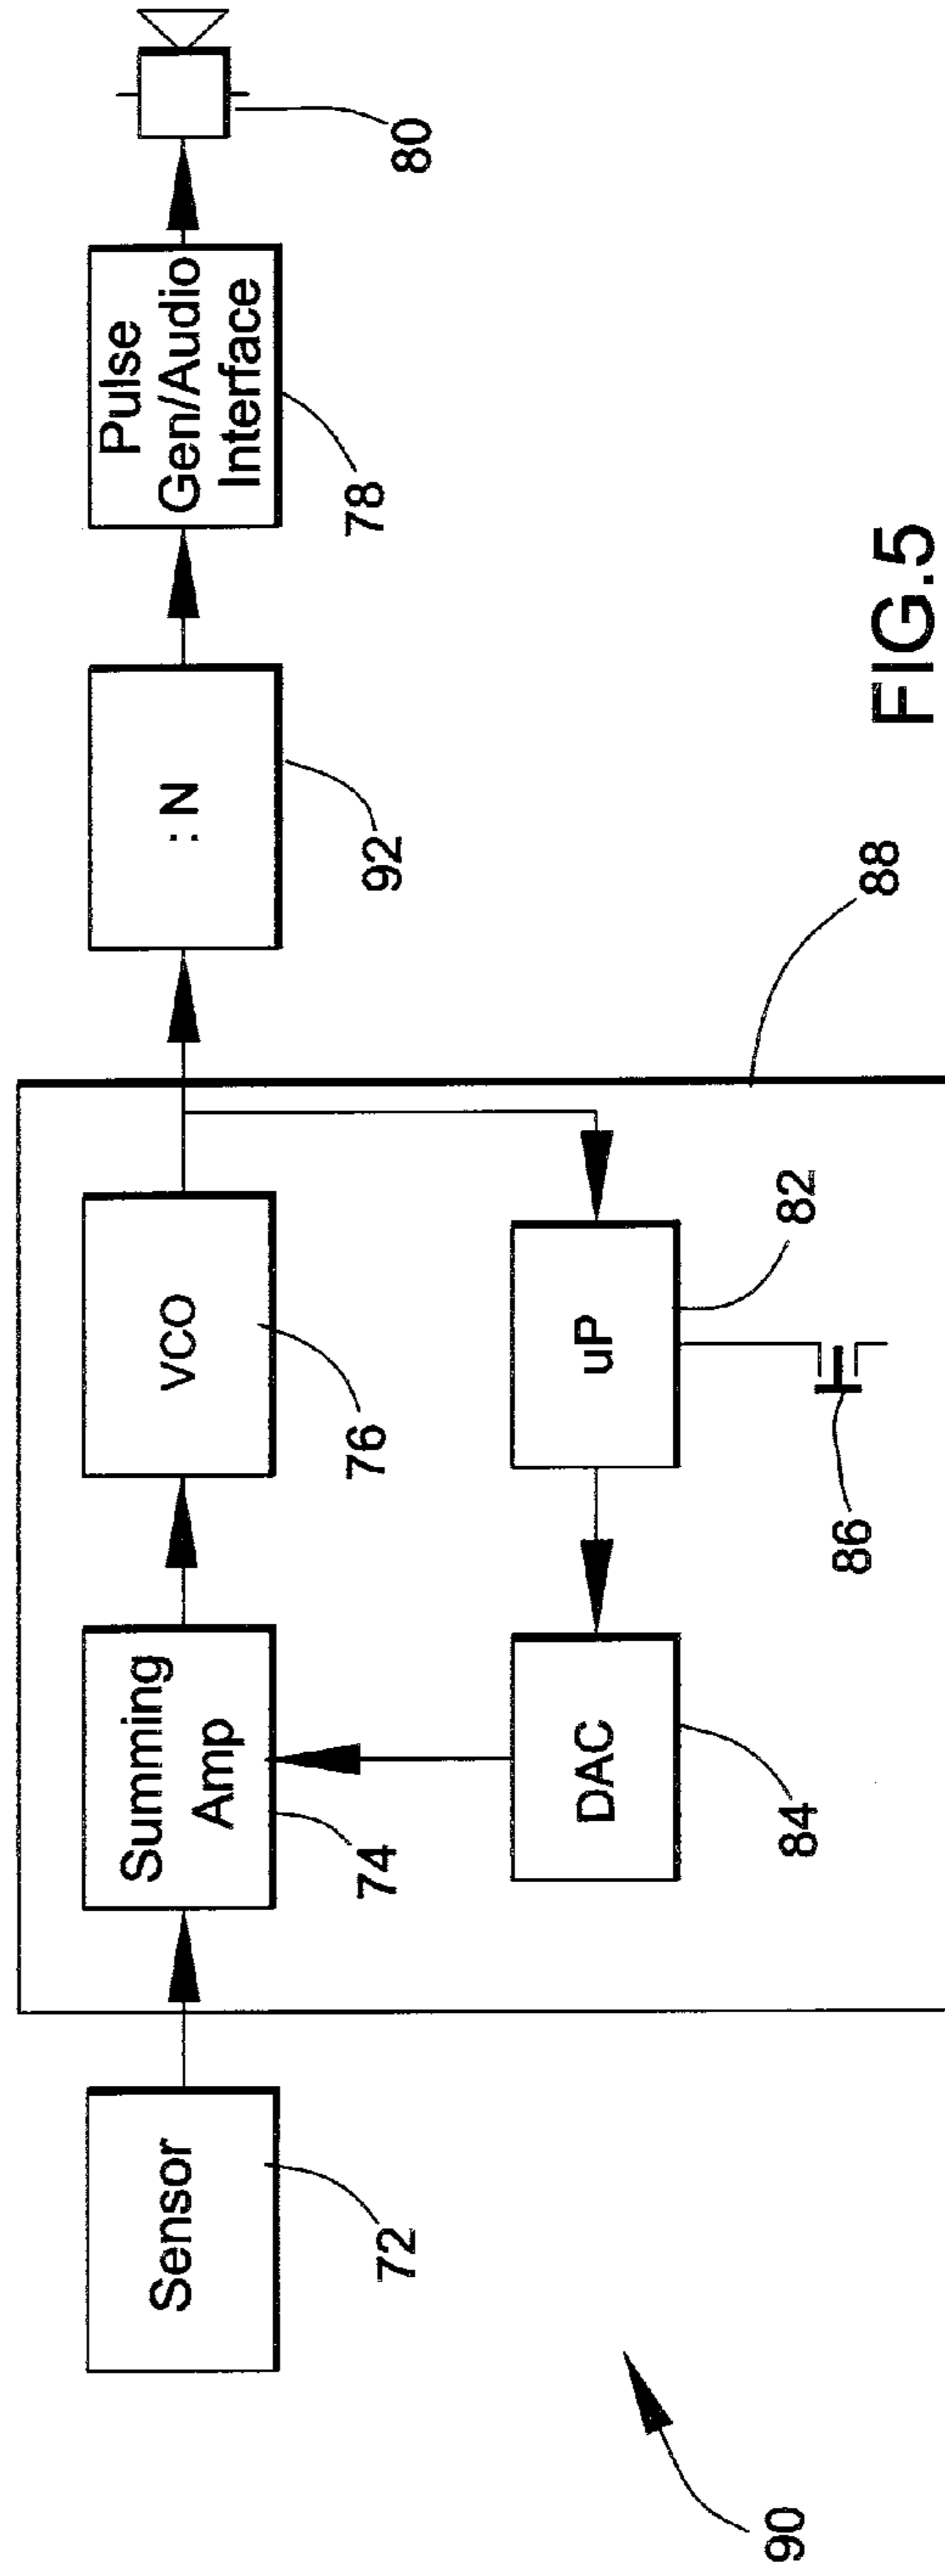 Sensor
72
Summing
Amp
74
VCO
76
: N
92
Pulse
Gen/Audio
Interface
78
80
DAC
84
uP
82
86
88
90
FIG.5